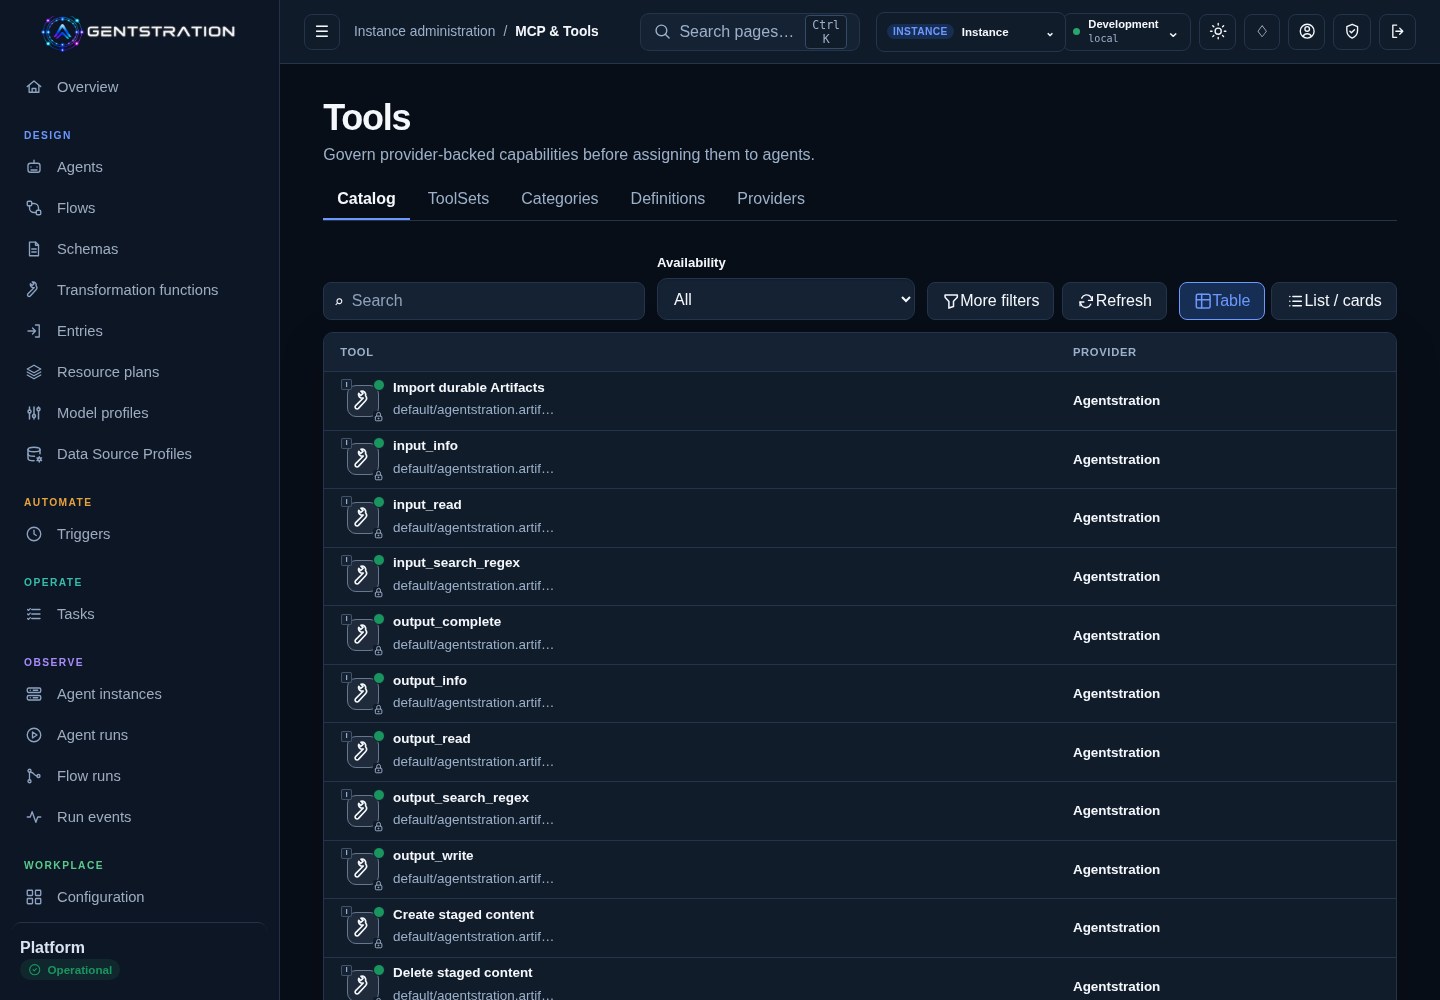 GENTSTRATION
Overview
DESIGN
Agents
Flows
Schemas
Transformation functions
Entries
Resource plans
Model profiles
Data Source Profiles
AUTOMATE
Triggers
OPERATE
Tasks
OBSERVE
Agent instances
Agent runs
Flow runs
Run events
WORKPLACE
Configuration
Platform
Operational
Instance administration / MCP & Tools
Search pages… Ctrl K
INSTANCE Instance
Development
local
Tools
Govern provider-backed capabilities before assigning them to agents.
Catalog ToolSets Categories Definitions Providers
Availability
Search All More filters Refresh Table List / cards
TOOL PROVIDER
I Import durable Artifacts
default/agentstration.artif… Agentstration
I input_info
default/agentstration.artif… Agentstration
I input_read
default/agentstration.artif… Agentstration
I input_search_regex
default/agentstration.artif… Agentstration
I output_complete
default/agentstration.artif… Agentstration
I output_info
default/agentstration.artif… Agentstration
I output_read
default/agentstration.artif… Agentstration
I output_search_regex
default/agentstration.artif… Agentstration
I output_write
default/agentstration.artif… Agentstration
I Create staged content
default/agentstration.artif… Agentstration
I Delete staged content
default/agentstration.artif… Agentstration